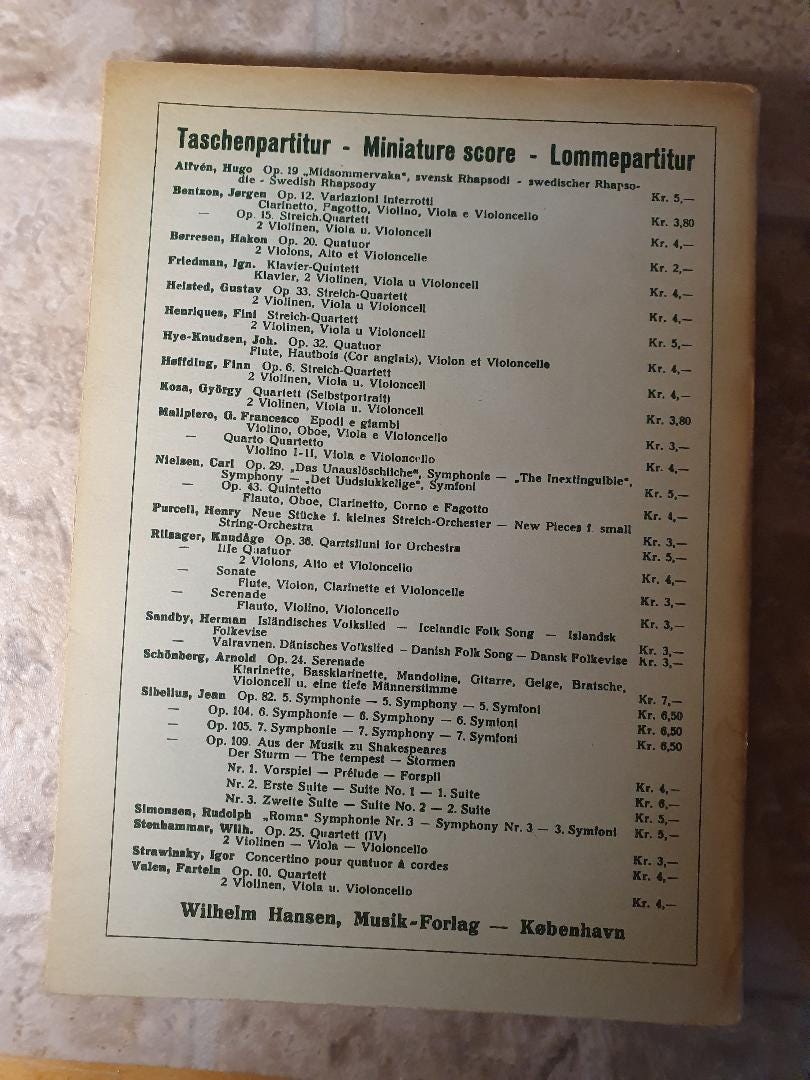 Taschenpartitur - Miniature score - Lommepartitur
Alfvén, Hugo Op. 19 „Midsommervaka“, svensk Rhapsodi - swedischer Rhapso-
die - Swedish Rhapsody Kr. 5,—
Bentzon, Jørgen Op. 12. Variazioni interrotti
Clarinetto, Fagotto, Violino, Viola e Violoncello Kr. 3,80
— Op. 15. Streich.Quartett
2 Violinen, Viola u. Violoncell Kr. 4,—
Børresen, Hakon Op. 20. Quatuor
2 Violons, Alto et Violoncelle Kr. 2,—
Friedman, Ign. Klavier-Quintett
Klavier, 2 Violinen, Viola u Violoncell Kr. 4,—
Helsted, Gustav Op 33. Streich-Quartett
2 Violinen, Viola u Violoncell Kr. 4,—
Henriques, Fini Streich-Quartett
2 Violinen, Viola u Violoncell Kr. 5,—
Hye-Knudsen, Joh. Op. 32. Quatuor
Flute, Hautbois (Cor anglais), Violon et Violoncelle Kr. 4,—
Høffding, Finn Op. 6. Streich-Quartett
2 Violinen, Viola u. Violoncell Kr. 4,—
Kosa, György Quartett (Selbstportrait)
2 Violinen, Viola u. Violoncell Kr. 3,80
Malipiero, G. Francesco Epodi e giambi
Violino, Oboe, Viola e Violoncello Kr. 3,—
— Quarto Quartetto
Violino I-II, Viola e Violoncello Kr. 4,—
Nielsen, Carl Op. 29. „Das Unauslöschliche“, Symphonie — „The Inextinguible“,
Symphony — „Det Uudslukkelige“, Symfoni Kr. 5,—
— Op. 43. Quintetto
Flauto, Oboe, Clarinetto, Corno e Fagotto Kr. 4,—
Purcell, Henry Neue Stücke f. kleines Streich-Orchester — New Pieces f. small
String-Orchestra Kr. 3,—
Riisager, Knudåge Op. 36. Qarrtsiluni for Orchestra Kr. 5,—
— IIIe Quatuor
2 Violons, Alto et Violoncello Kr. 4,—
— Sonate
Flute, Violon, Clarinette et Violoncelle Kr. 3,—
— Serenade
Flauto, Violino, Violoncello Kr. 3,—
Sandby, Herman Isländisches Volkslied — Icelandic Folk Song — Islandsk
Folkevise Kr. 3,—
— Valravnen. Dänisches Volkslied – Danish Folk Song — Dansk Folkevise Kr. 3,—
Schönberg, Arnold Op. 24. Serenade
Klarinette, Bassklarinette, Mandoline, Gitarre, Geige, Bratsche,
Violoncell u. eine tiefe Männerstimme Kr. 7,—
Sibelius, Jean Op. 82. 5. Symphonie — 5. Symphony — 5. Symfoni Kr. 6,50
— Op. 104. 6. Symphonie — 6. Symphony — 6. Symfoni Kr. 6,50
— Op. 105. 7. Symphonie — 7. Symphony — 7. Symfoni Kr. 6,50
— Op. 109. Aus der Musik zu Shakespeares
Der Sturm — The tempest — Stormen
Nr. 1. Vorspiel — Prélude — Forspil Kr. 4,—
Nr. 2. Erste Suite — Suite No. 1 — 1. Suite Kr. 6,—
Nr. 3. Zweite Suite — Suite No. 2 — 2. Suite Kr. 5,—
Simonsen, Rudolph „Roma“ Symphonie Nr. 3 — Symphony Nr. 3 — 3. Symfoni Kr. 5,—
Stenhammar, Wilh. Op. 25. Quartett (IV)
2 Violinen — Viola — Violoncello Kr. 3,—
Strawinsky, Igor Concertino pour quatuor à cordes Kr. 4,—
Valen, Fartein Op. 10. Quartett
2 Violinen, Viola u. Violoncello Kr. 4,—
Wilhelm Hansen, Musik-Forlag — København